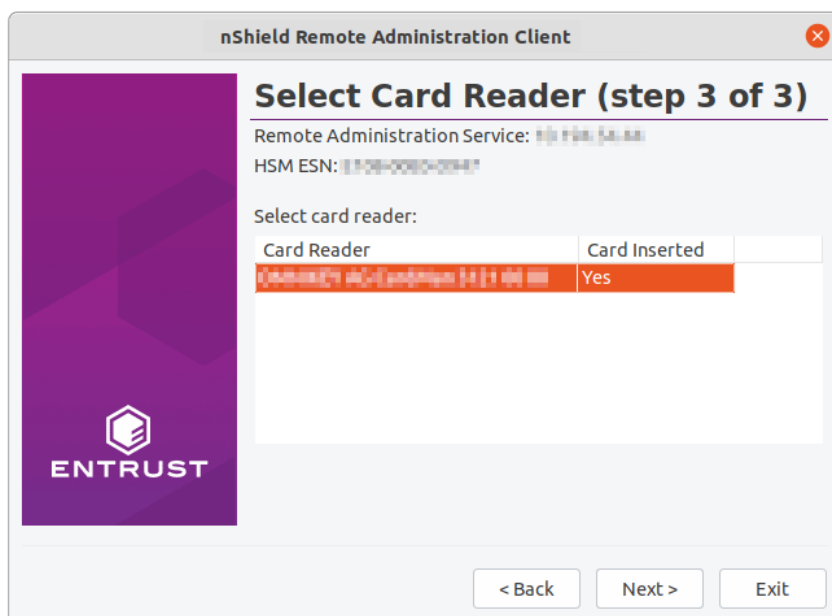 nShield Remote Administration Client
Select Card Reader (step 3 of 3)
Remote Administration Service:
HSM ESN:
Select card reader:
Card Reader Card Inserted
Yes
ENTRUST
< Back Next > Exit